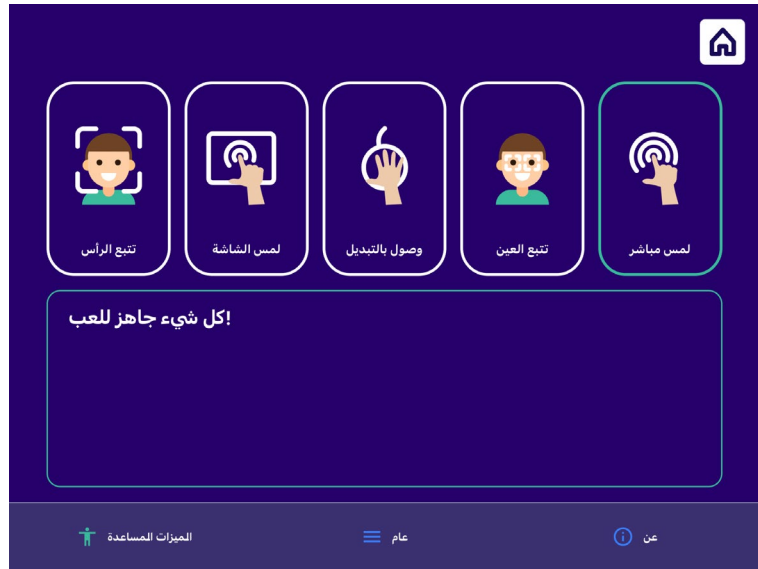 لمس مباشر
تتبع العين
وصول بالتبديل
لمس الشاشة
تتبع الرأس
!كل شيء جاهز للعب
عن
عام
الميزات المساعدة